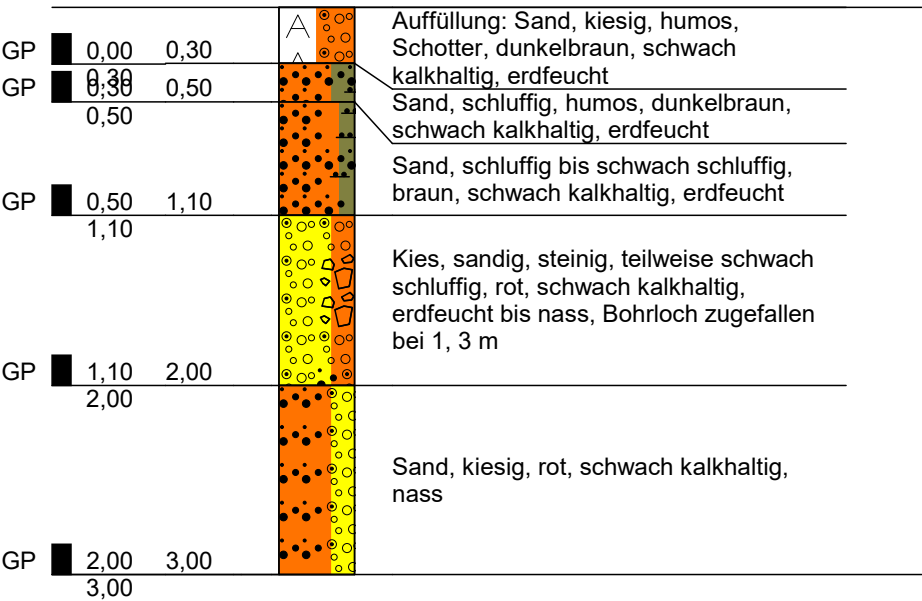 A
Auffüllung: Sand, kiesig, humos,
Schotter, dunkelbraun, schwach
kalkhaltig, erdfeucht
GP 0,00 0,30
0,30
GP 0,30 0,50
0,50
Sand, schluffig, humos, dunkelbraun,
schwach kalkhaltig, erdfeucht
Sand, schluffig bis schwach schluffig,
braun, schwach kalkhaltig, erdfeucht
GP 0,50 1,10
1,10
Kies, sandig, steinig, teilweise schwach
schluffig, rot, schwach kalkhaltig,
erdfeucht bis nass, Bohrloch zugefallen
bei 1, 3 m
GP 1,10 2,00
2,00
Sand, kiesig, rot, schwach kalkhaltig,
nass
GP 2,00 3,00
3,00